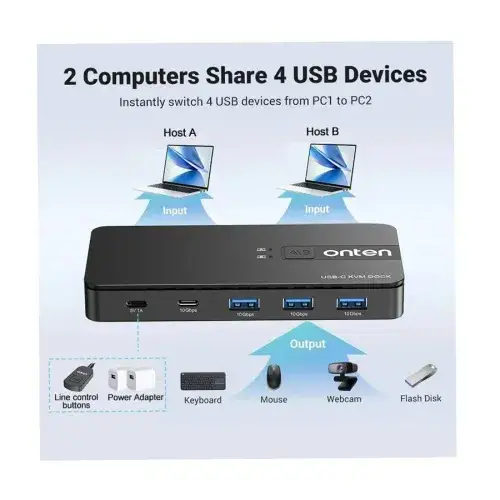 2 Computers Share 4 USB Devices
Instantly switch 4 USB devices from PC1 to PC2
Host A
Host B
Input
Input
onten
USB-C KVM DOCK
5V 1A
10Gbps
10Gbps
10Gbps
10Gbps
Output
ONTEN
Line control
buttons
Power Adapter
Keyboard
Mouse
Webcam
Flash Disk